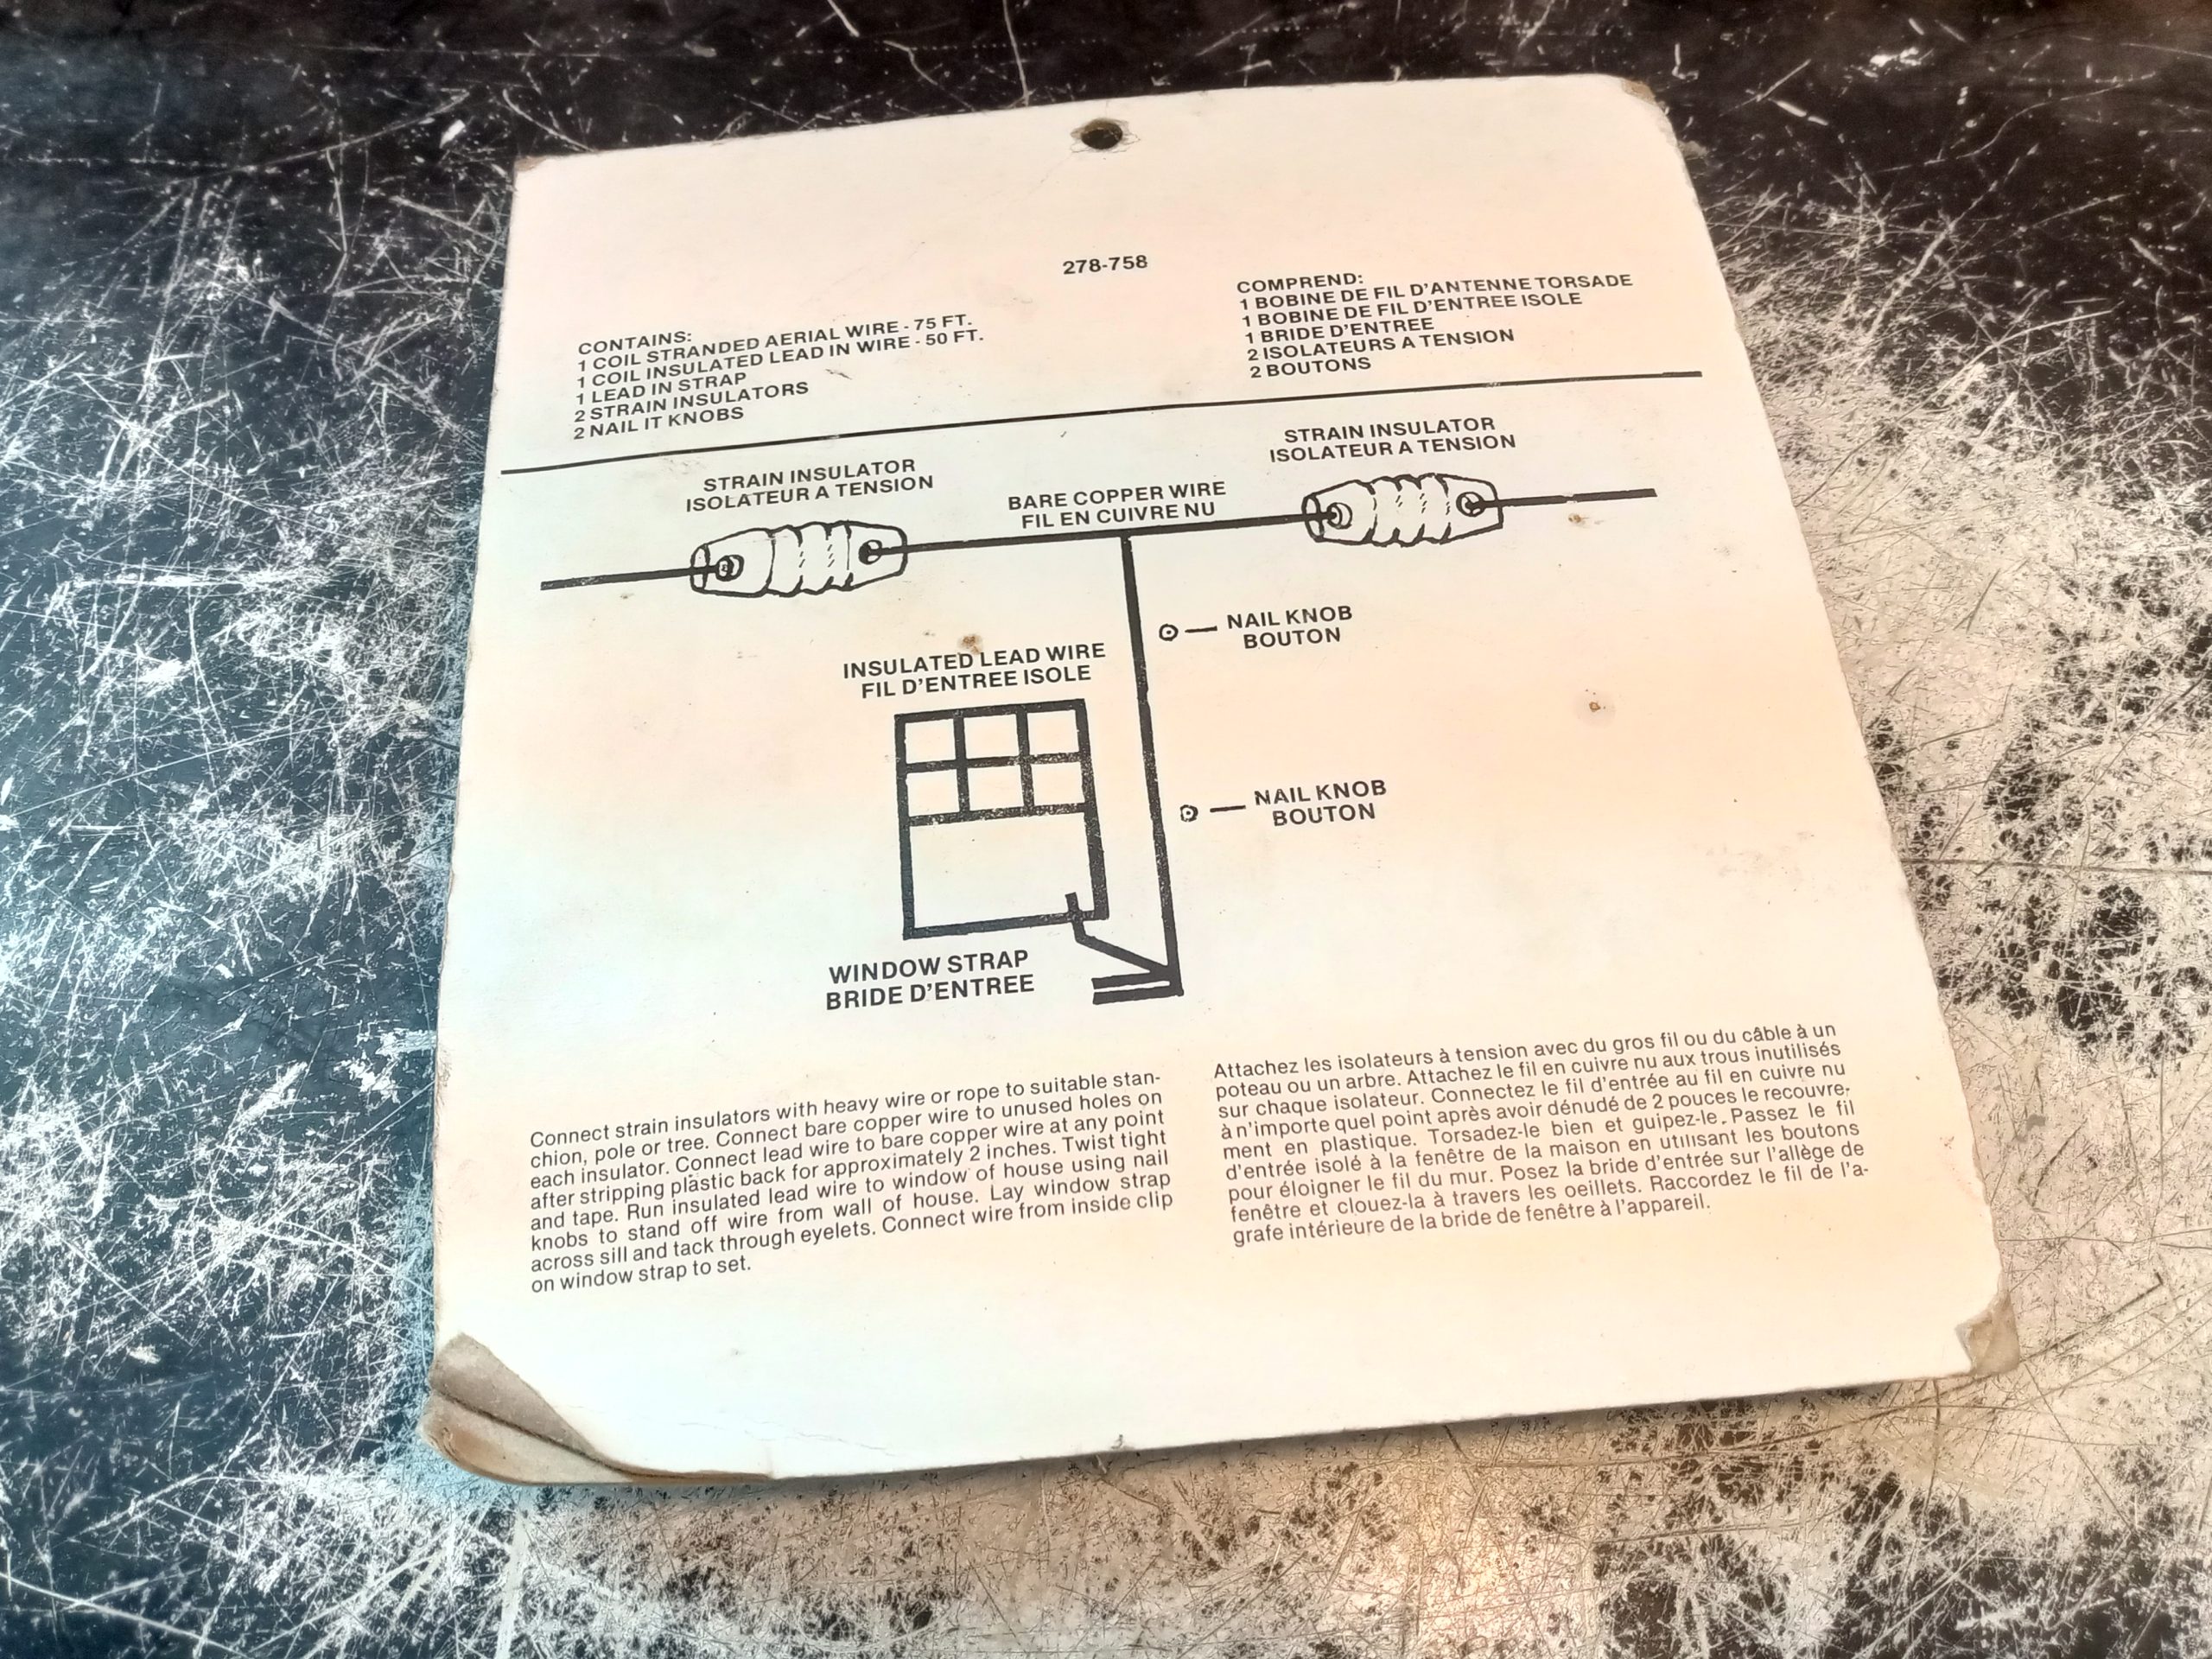 278-758
CONTAINS:
1 COIL STRANDED AERIAL WIRE - 75 FT.
1 COIL INSULATED LEAD IN WIRE - 50 FT.
1 LEAD IN STRAP
2 STRAIN INSULATORS
2 NAIL IT KNOBS
COMPREND:
1 BOBINE DE FIL D'ANTENNE TORSADE
1 BOBINE DE FIL D'ENTREE ISOLE
1 BRIDE D'ENTREE
2 ISOLATEURS A TENSION
2 BOUTONS
STRAIN INSULATOR
ISOLATEUR A TENSION
BARE COPPER WIRE
FIL EN CUIVRE NU
STRAIN INSULATOR
ISOLATEUR A TENSION
NAIL KNOB
BOUTON
INSULATED LEAD WIRE
FIL D'ENTREE ISOLE
NAIL KNOB
BOUTON
WINDOW STRAP
BRIDE D'ENTREE
Connect strain insulators with heavy wire or rope to suitable stan-
chion, pole or tree. Connect bare copper wire to unused holes on
each insulator. Connect lead wire to bare copper wire at any point
after stripping plastic back for approximately 2 inches. Twist tight
and tape. Run insulated lead wire to window of house using nail
knobs to stand off wire from wall of house. Lay window strap
across sill and tack through eyelets. Connect wire from inside clip
on window strap to set.
Attachez les isolateurs à tension avec du gros fil ou du câble à un
poteau ou un arbre. Attachez le fil en cuivre nu aux trous inutilisés
sur chaque isolateur. Connectez le fil d'entrée au fil en cuivre nu
à n'importe quel point après avoir dénudé de 2 pouces le recouvre-
ment en plastique. Torsadez-le bien et guipez-le. Passez le fil
d'entrée isolé à la fenêtre de la maison en utilisant les boutons
pour éloigner le fil du mur. Posez la bride d'entrée sur l'allège de
fenêtre et clouez-la à travers les oeillets. Raccordez le fil de l'a-
grafe intérieure de la bride de fenêtre à l'appareil.